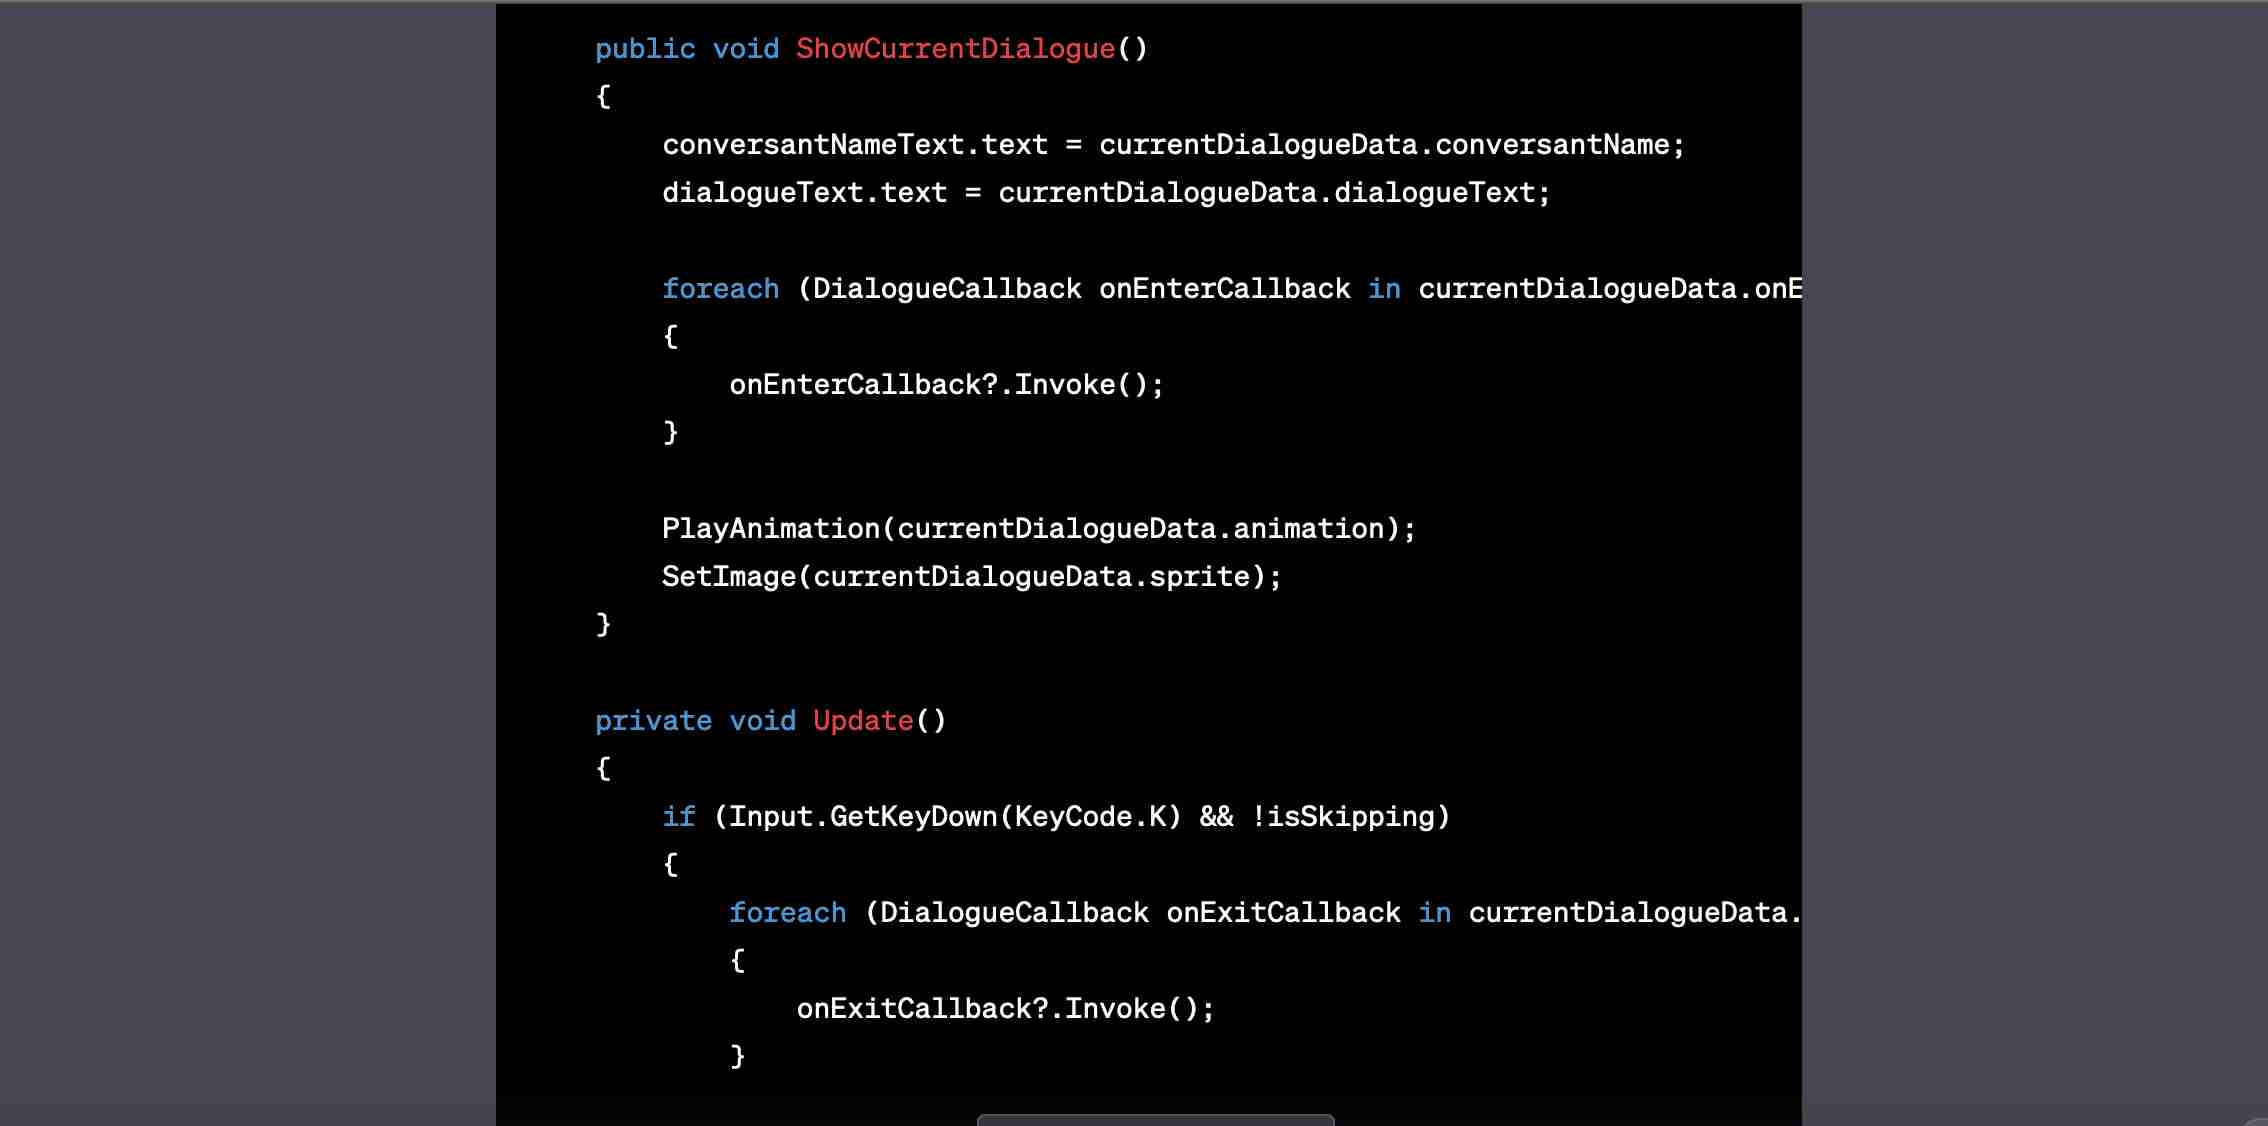 public void ShowCurrentDialogue()
{
conversantNameText.text = currentDialogueData.conversantName;
dialogueText.text = currentDialogueData.dialogueText;
foreach (DialogueCallback onEnterCallback in currentDialogueData.onE
{
onEnterCallback?.Invoke();
}
PlayAnimation(currentDialogueData.animation);
SetImage(currentDialogueData.sprite);
}
private void Update()
{
if (Input.GetKeyDown(KeyCode.K) && !isSkipping)
{
foreach (DialogueCallback onExitCallback in currentDialogueData.
{
onExitCallback?.Invoke();
}